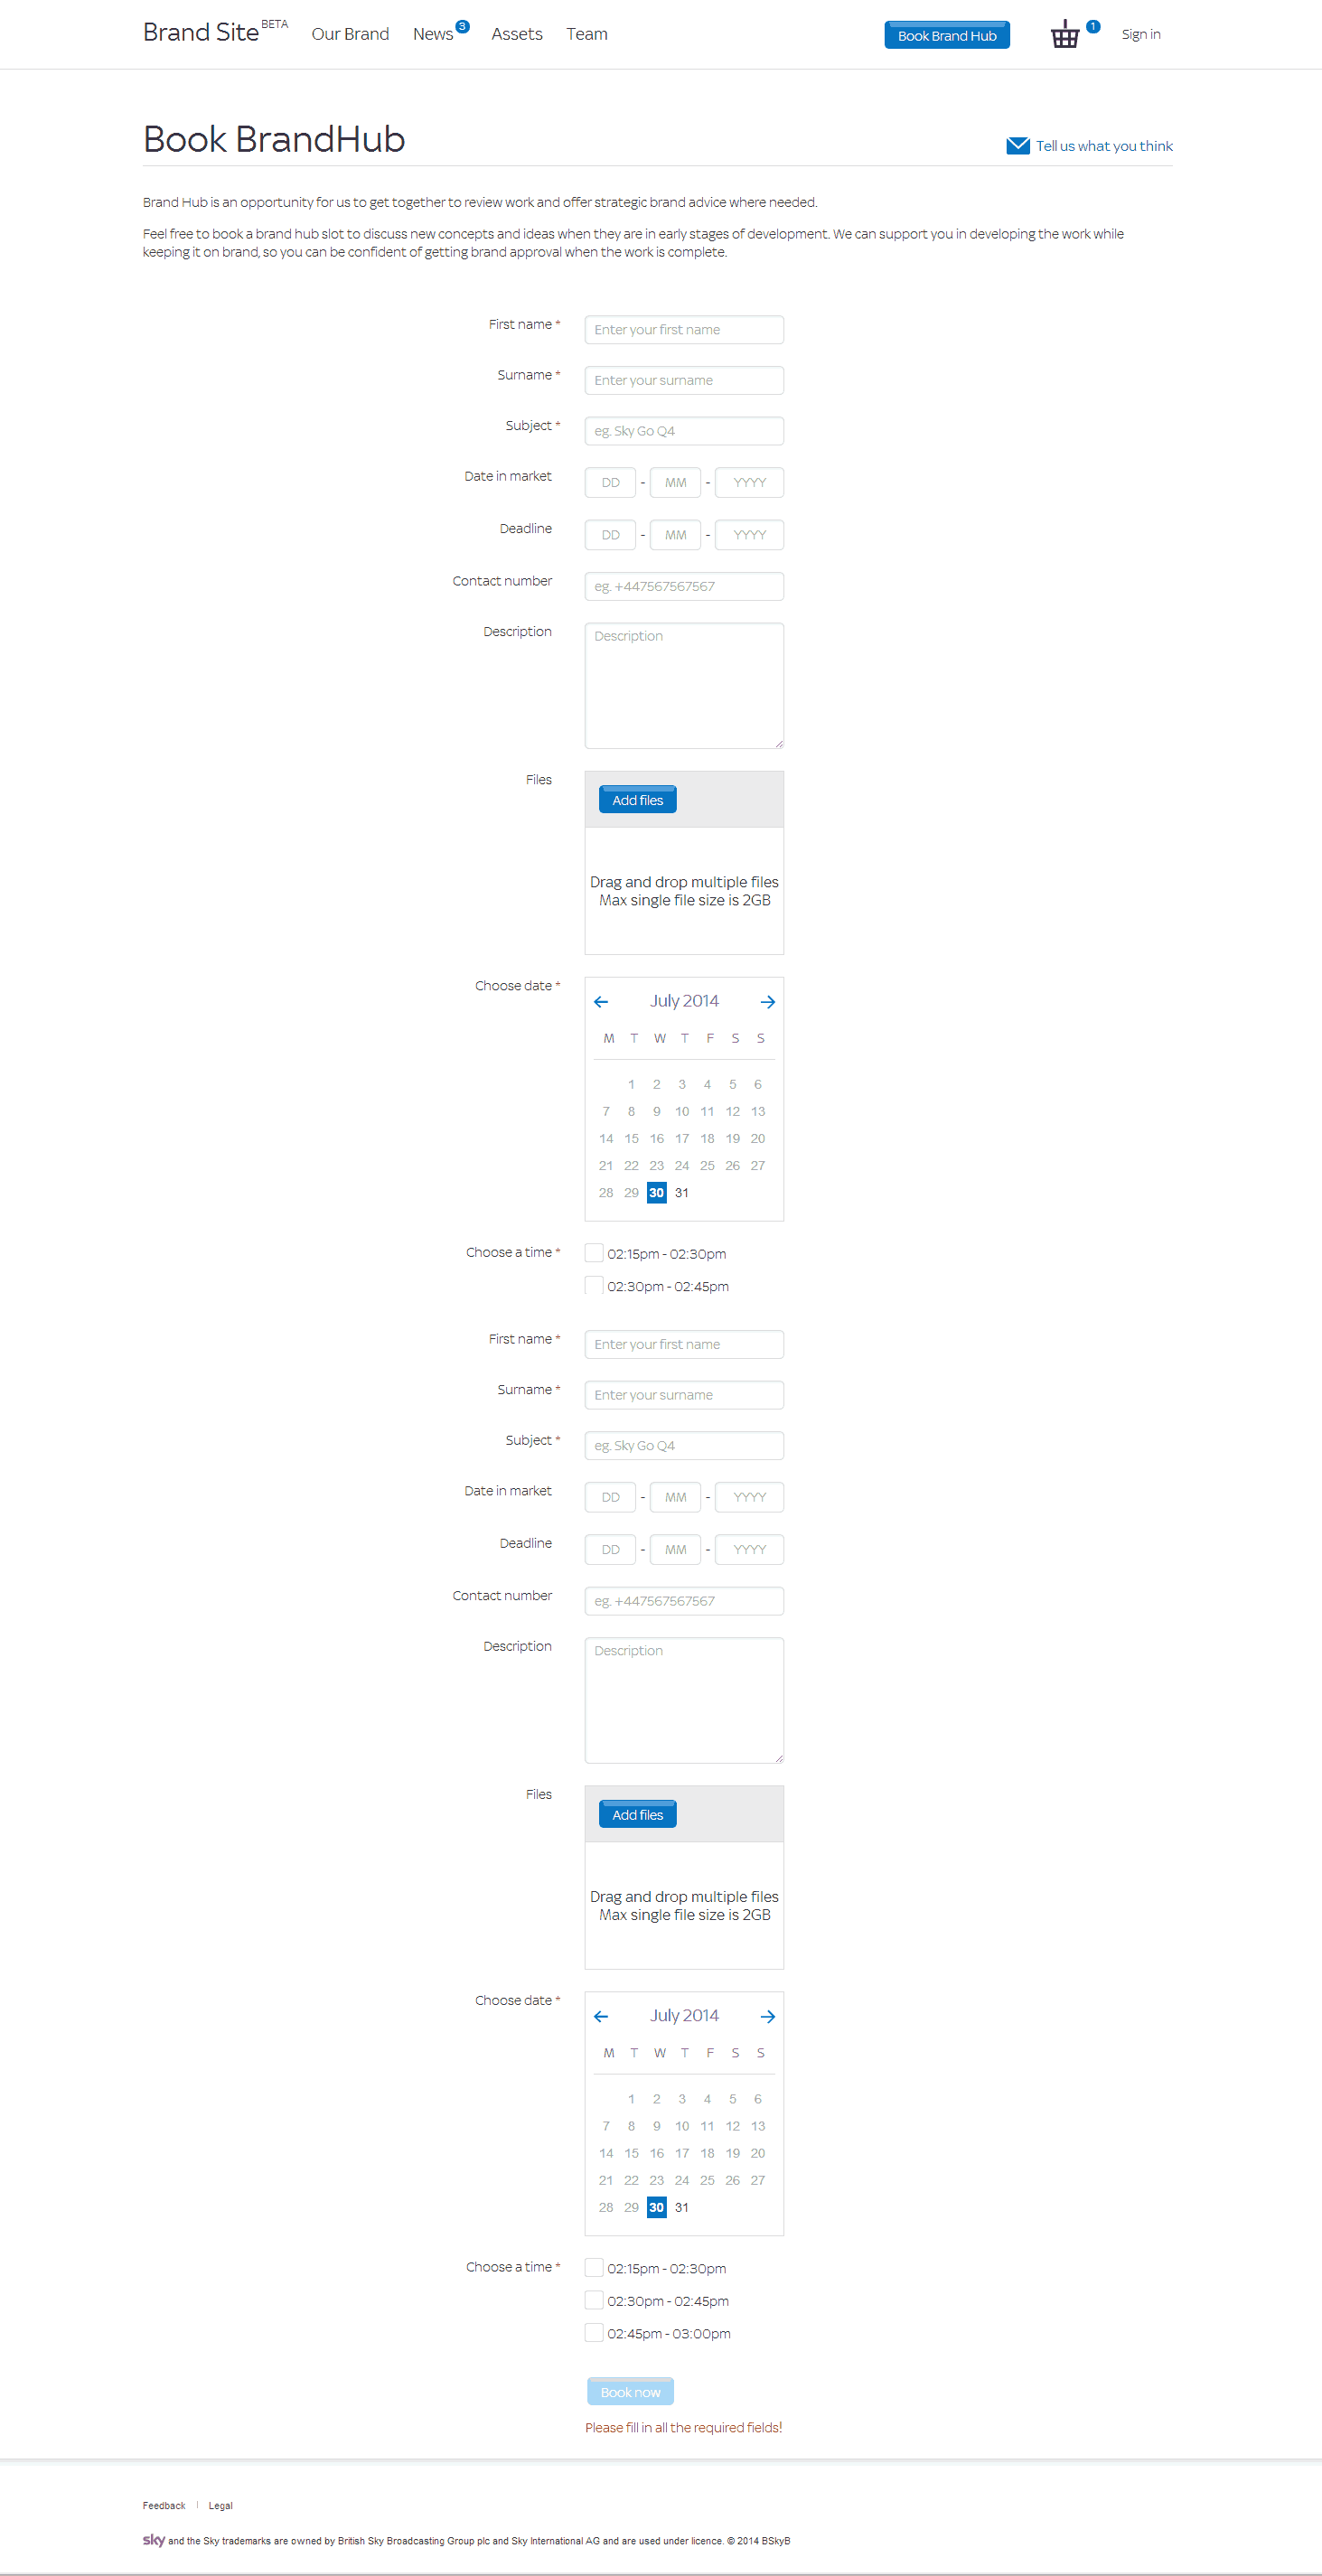 Brand Site BETA Our Brand News 3 Assets Team Book Brand Hub 1 Sign in
Book BrandHub
Tell us what you think
Brand Hub is an opportunity for us to get together to review work and offer strategic brand advice where needed.
Feel free to book a brand hub slot to discuss new concepts and ideas when they are in early stages of development. We can support you in developing the work while
keeping it on brand, so you can be confident of getting brand approval when the work is complete.
First name * Enter your first name
Surname * Enter your surname
Subject * eg. Sky Go Q4
Date in market DD - MM - YYYY
Deadline DD - MM - YYYY
Contact number eg. +447567567567
Description Description
Files Add files
Drag and drop multiple files
Max single file size is 2GB
Choose date * July 2014
M T W T F S S
1 2 3 4 5 6
7 8 9 10 11 12 13
14 15 16 17 18 19 20
21 22 23 24 25 26 27
28 29 30 31
Choose a time * 02:15pm - 02:30pm
02:30pm - 02:45pm
First name * Enter your first name
Surname * Enter your surname
Subject * eg. Sky Go Q4
Date in market DD - MM - YYYY
Deadline DD - MM - YYYY
Contact number eg. +447567567567
Description Description
Files Add files
Drag and drop multiple files
Max single file size is 2GB
Choose date * July 2014
M T W T F S S
1 2 3 4 5 6
7 8 9 10 11 12 13
14 15 16 17 18 19 20
21 22 23 24 25 26 27
28 29 30 31
Choose a time * 02:15pm - 02:30pm
02:30pm - 02:45pm
02:45pm - 03:00pm
Book now
Please fill in all the required fields!
Feedback | Legal
sky and the Sky trademarks are owned by British Sky Broadcasting Group plc and Sky International AG and are used under licence. © 2014 BSkyB